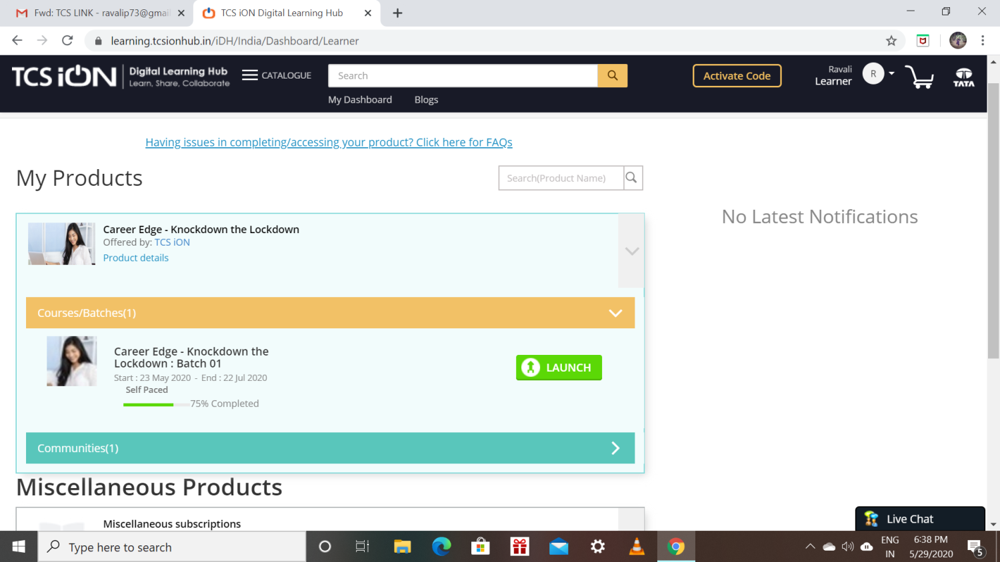 Fwd: TCS LINK - ravalip73@gmail
TCS iON Digital Learning Hub
learning.tcsionhub.in/iDH/India/Dashboard/Learner
TCS iON
Digital Learning Hub
Learn, Share, Collaborate
CATALOGUE
Search
Activate Code
Ravali
Learner
R
TATA
My Dashboard
Blogs
Having issues in completing/accessing your product? Click here for FAQs
My Products
Search(Product Name)
No Latest Notifications
Career Edge - Knockdown the Lockdown
Offered by: TCS iON
Product details
Courses/Batches(1)
Career Edge - Knockdown the
Lockdown : Batch 01
Start : 23 May 2020 - End : 22 Jul 2020
Self Paced
75% Completed
LAUNCH
Communities(1)
Miscellaneous Products
Miscellaneous subscriptions
Live Chat
Type here to search
ENG
IN
6:38 PM
5/29/2020
5